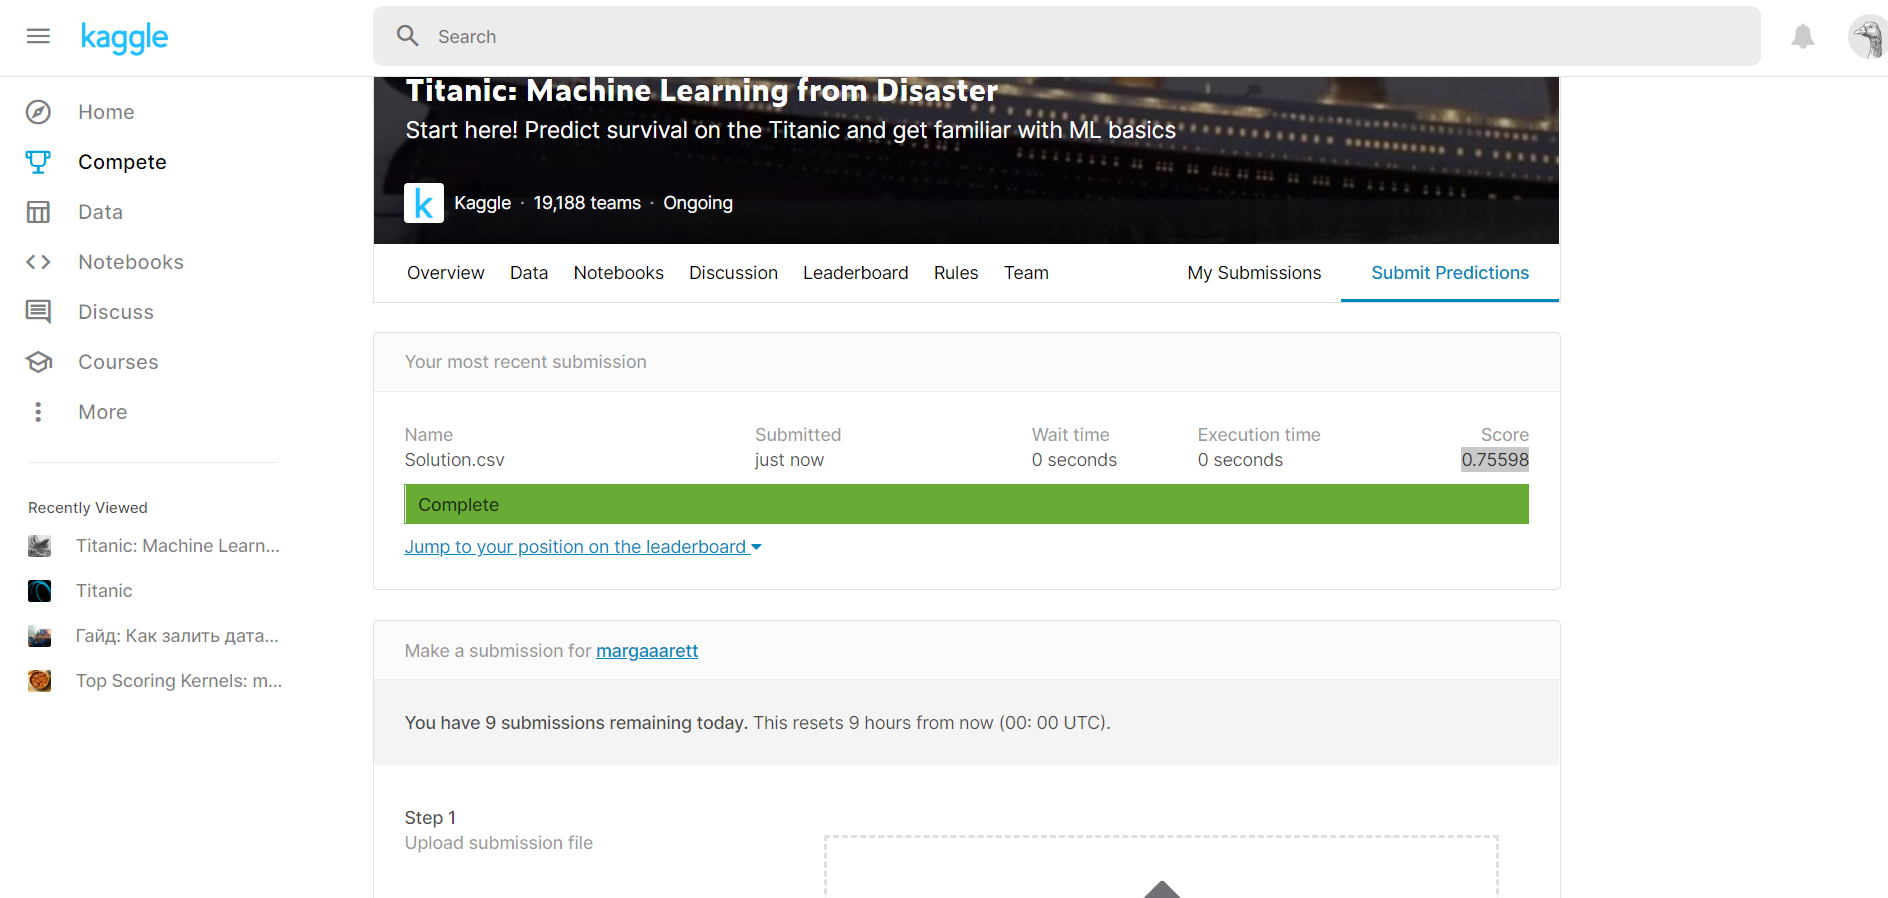 kaggle
Search
Home
Compete
Data
Notebooks
Discuss
Courses
More
Recently Viewed
Titanic: Machine Learn...
Titanic
Гайд: Как залить дата...
Top Scoring Kernels: m...
Titanic: Machine Learning from Disaster
Start here! Predict survival on the Titanic and get familiar with ML basics
k Kaggle · 19,188 teams · Ongoing
Overview Data Notebooks Discussion Leaderboard Rules Team My Submissions Submit Predictions
Your most recent submission
Name Submitted Wait time Execution time Score
Solution.csv just now 0 seconds 0 seconds 0.75598
Complete
Jump to your position on the leaderboard
Make a submission for margaaarett
You have 9 submissions remaining today. This resets 9 hours from now (00: 00 UTC).
Step 1
Upload submission file